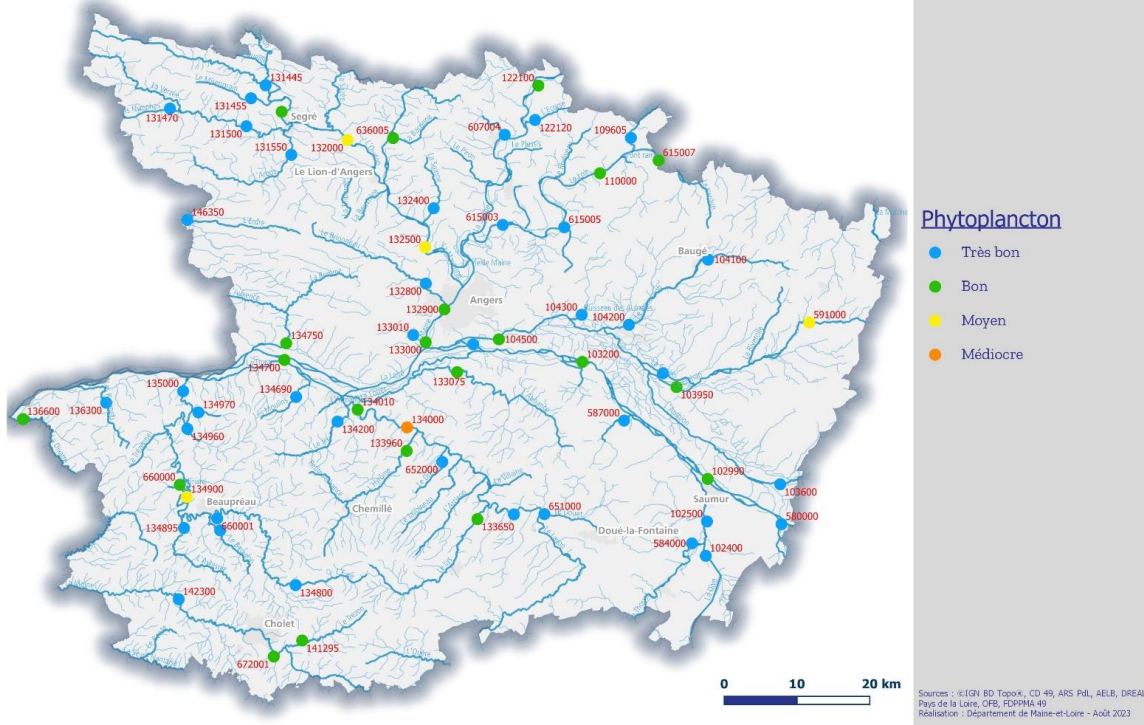 122100
131445
Le Misengrain
La Verzée
131455
131470
Segré
131500
636005
607004
122120
109605
132000
615007
131550
Le Lion-d'Angers
110000
132400
146350
615003
615005
L'Erdre
132500
Baugé
104100
132800
Angers
132900
104300
104200
591000
133010
134750
133000
104500
134700
103200
133075
135000
134690
103950
136600
136300
134970
134010
134000
587000
134200
134960
133960
652000
660000
134900
102990
Beaupréau
Saumur
103600
Chemillé
651000
134895
660001
133650
102500
580000
Doué-la-Fontaine
584000
102400
134800
142300
Cholet
141295
672001
0 10 20 km
Phytoplancton
Très bon
Bon
Moyen
Médiocre
Sources : ©IGN BD Topo®, CD 49, ARS PdL, AELB, DREAL
Pays de la Loire, OFB, FDPPMA 49
Réalisation : Département de Maine-et-Loire - Août 2023